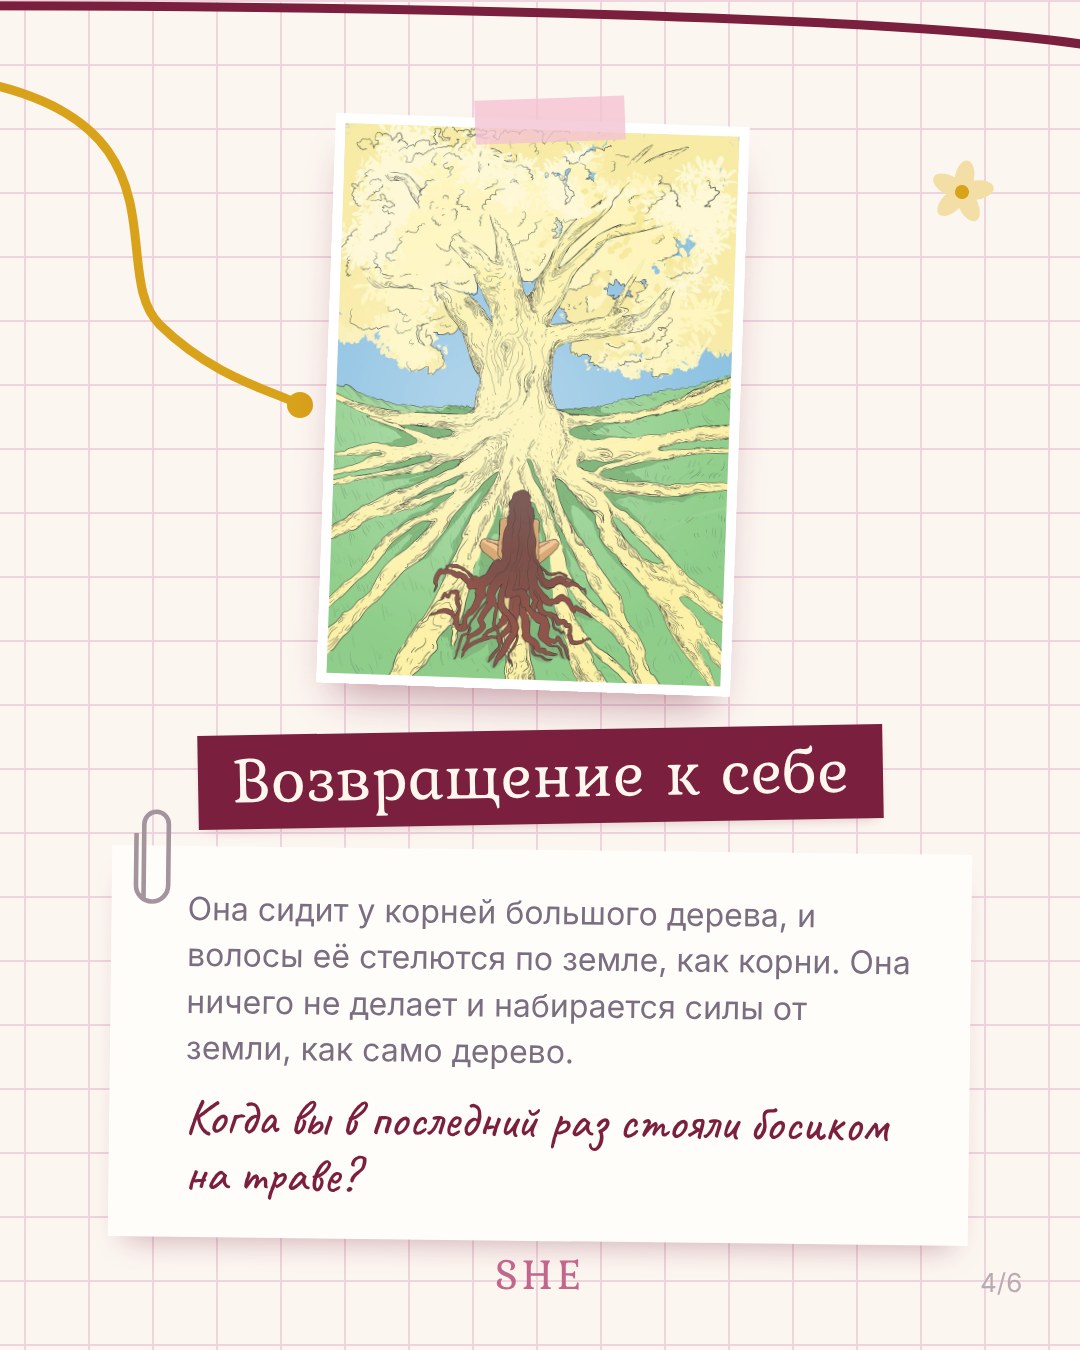 Возвращение к себе
Она сидит у корней большого дерева, и
волосы её стелются по земле, как корни. Она
ничего не делает и набирается силы от
земли, как само дерево.
Когда вы в последний раз стояли босиком
на траве?
SHE
4/6